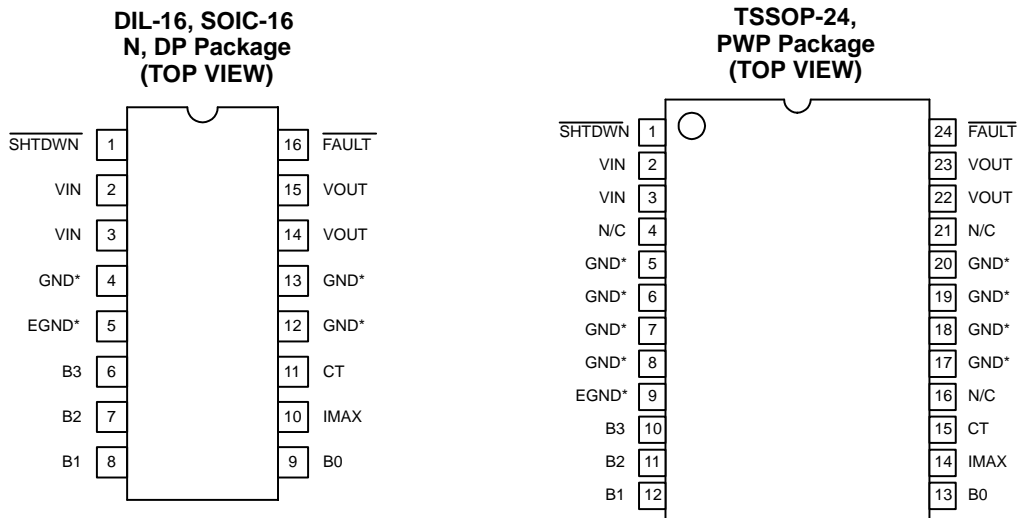 DIL-16, SOIC-16
N, DP Package
(TOP VIEW)
SHTDWN 1 16 FAULT
VIN 2 15 VOUT
VIN 3 14 VOUT
GND* 4 13 GND*
EGND* 5 12 GND*
B3 6 11 CT
B2 7 10 IMAX
B1 8 9 B0
TSSOP-24,
PWP Package
(TOP VIEW)
SHTDWN 1 24 FAULT
VIN 2 23 VOUT
VIN 3 22 VOUT
N/C 4 21 N/C
GND* 5 20 GND*
GND* 6 19 GND*
GND* 7 18 GND*
GND* 8 17 GND*
EGND* 9 16 N/C
B3 10 15 CT
B2 11 14 IMAX
B1 12 13 B0